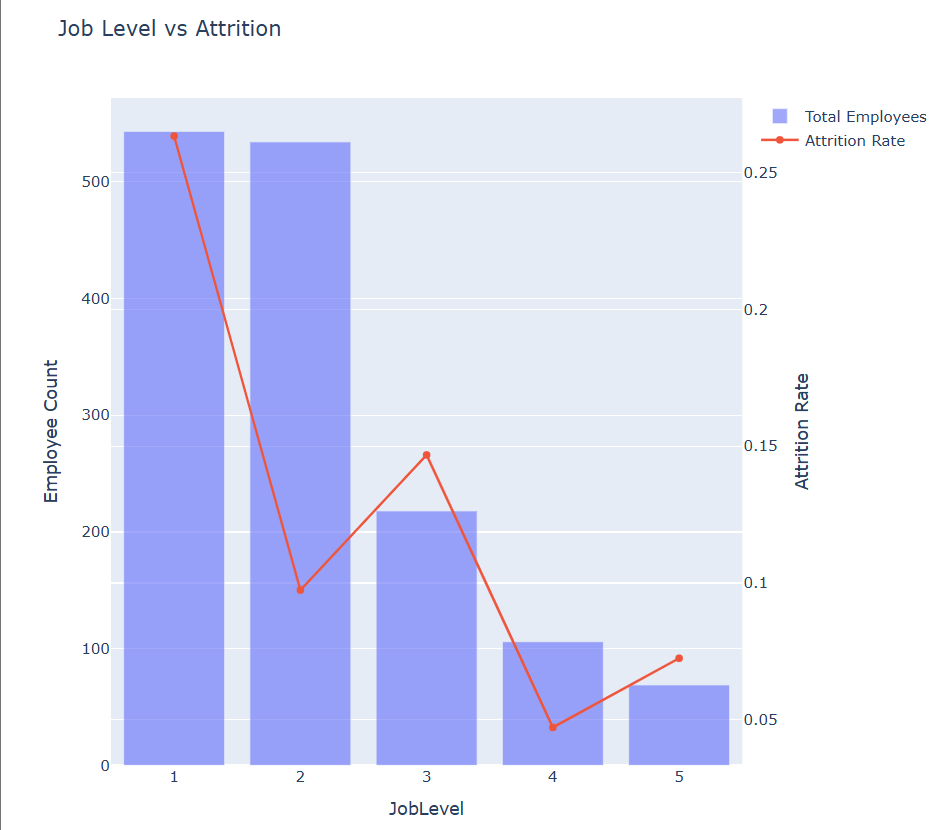 Job Level vs Attrition
Total Employees
Attrition Rate
Employee Count
500
400
300
200
100
0
0.25
0.2
0.15
0.1
0.05
Attrition Rate
1 2 3 4 5
JobLevel